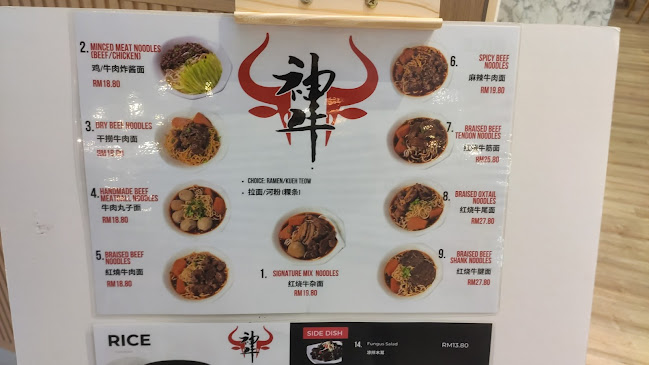 2. MINCED MEAT NOODLES
(BEEF/CHICKEN)
鸡/牛肉炸酱面
RM18.80
3. DRY BEEF NOODLES
干捞牛肉面
4. HANDMADE BEEF
MEATBALL NOODLES
牛肉丸子面
RM18.80
5. BRAISED BEEF
NOODLES
红烧牛肉面
RM18.80
神牛
• CHOICE: RAMEN/KUEH TEOW
• 拉面/河粉(粿条)
1. SIGNATURE MIX NOODLES
红烧牛杂面
RM19.80
6. SPICY BEEF
NOODLES
麻辣牛肉面
RM19.80
7. BRAISED BEEF
TENDON NOODLES
红烧牛筋面
RM25.80
8. BRAISED OXTAIL
NOODLES
红烧牛尾面
RM27.80
9. BRAISED BEEF
SHANK NOODLES
红烧牛腱面
RM27.80
RICE
神牛
SIDE DISH
14. Fungus Salad RM13.80